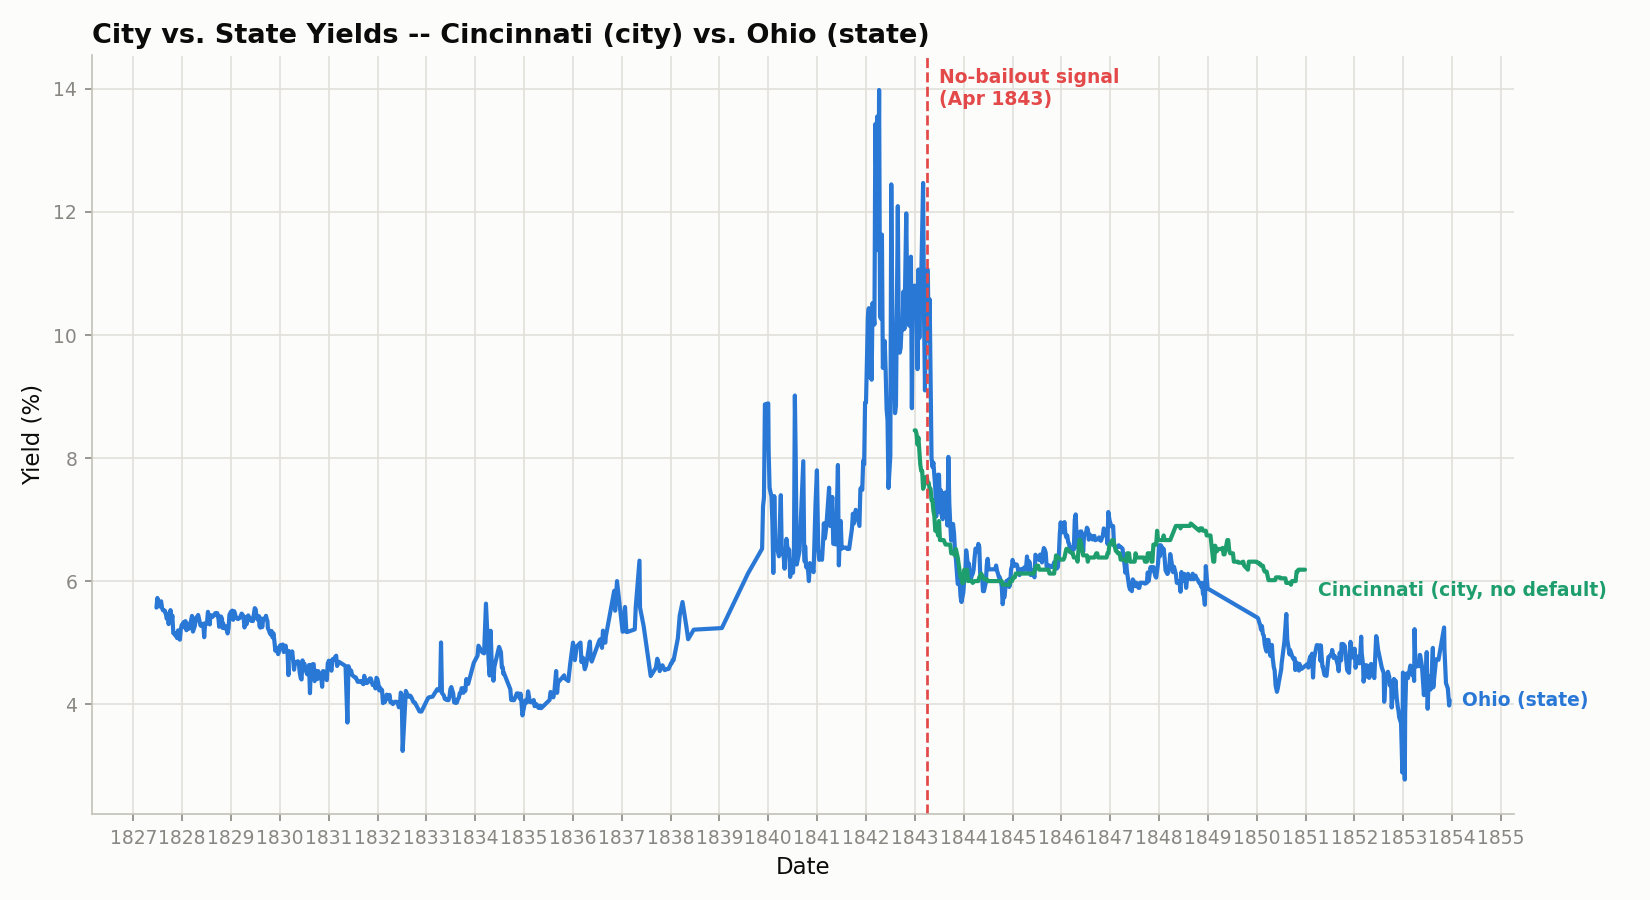 City vs. State Yields -- Cincinnati (city) vs. Ohio (state)
No-bailout signal
(Apr 1843)
14
12
10
8
6
4
Yield (%)
Cincinnati (city, no default)
Ohio (state)
1827 1828 1829 1830 1831 1832 1833 1834 1835 1836 1837 1838 1839 1840 1841 1842 1843 1844 1845 1846 1847 1848 1849 1850 1851 1852 1853 1854 1855
Date